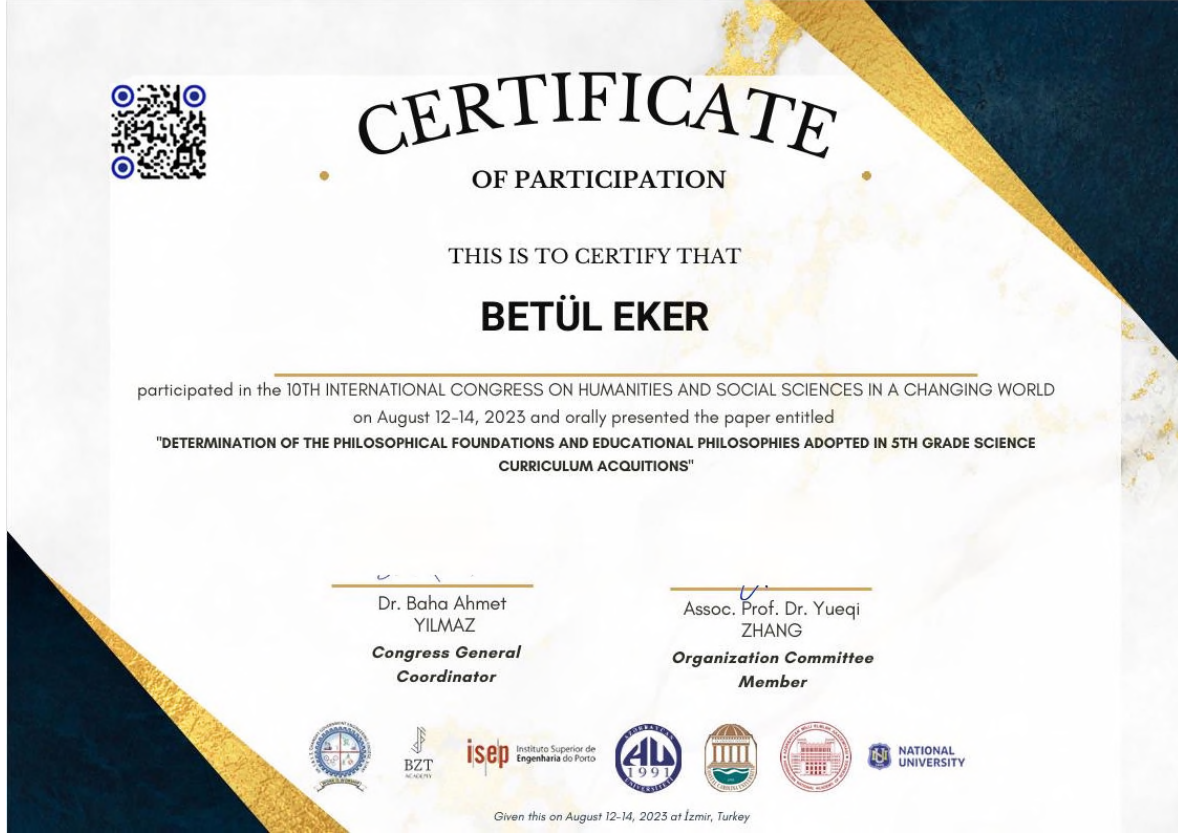 CERTIFICATE
OF PARTICIPATION
THIS IS TO CERTIFY THAT
BETÜL EKER
participated in the 10TH INTERNATIONAL CONGRESS ON HUMANITIES AND SOCIAL SCIENCES IN A CHANGING WORLD
on August 12-14, 2023 and orally presented the paper entitled
"DETERMINATION OF THE PHILOSOPHICAL FOUNDATIONS AND EDUCATIONAL PHILOSOPHIES ADOPTED IN 5TH GRADE SCIENCE
CURRICULUM ACQUITIONS"
Dr. Baha Ahmet
YILMAZ
Congress General
Coordinator
Assoc. Prof. Dr. Yueqi
ZHANG
Organization Committee
Member
BZT
ACADEMY
isep
Instituto Superior de
Engenharia do Porto
AZERBAYCAN
AU
1991
UNIVERSITETI
NATIONAL
UNIVERSITY
Given this on August 12-14, 2023 at İzmir, Turkey